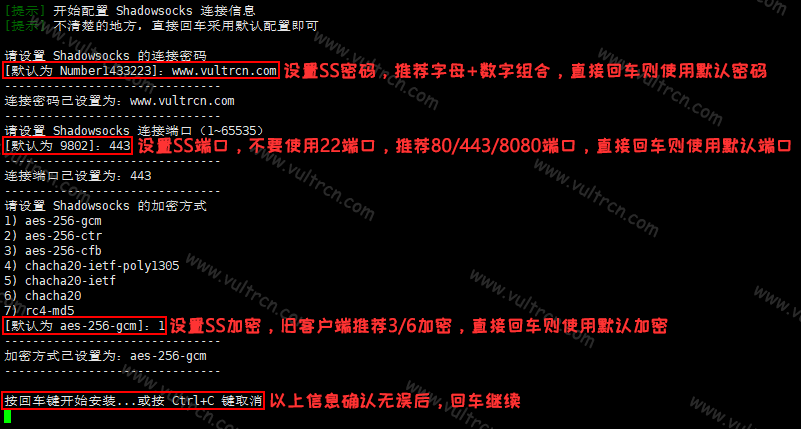 [提示] 开始配置 Shadowsocks 连接信息
[提示] 不清楚的地方，直接回车采用默认配置即可
请设置 Shadowsocks 的连接密码
[默认为 Number1433223]: www.vultrcn.com 设置SS密码，推荐字母+数字组合，直接回车则使用默认密码
-------------------------------
连接密码已设置为：www.vultrcn.com
-------------------------------
请设置 Shadowsocks 连接端口（1~65535）
[默认为 9802]: 443 设置SS端口，不要使用22端口，推荐80/443/8080端口，直接回车则使用默认端口
-------------------------------
连接端口已设置为：443
-------------------------------
请设置 Shadowsocks 的加密方式
1) aes-256-gcm
2) aes-256-ctr
3) aes-256-cfb
4) chacha20-ietf-poly1305
5) chacha20-ietf
6) chacha20
7) rc4-md5
[默认为 aes-256-gcm]: 1 设置SS加密，旧客户端推荐3/6加密，直接回车则使用默认加密
-------------------------------
加密方式已设置为：aes-256-gcm
-------------------------------
按回车键开始安装...或按 Ctrl+C 键取消 以上信息确认无误后，回车继续
www.vultrcn.com
www.vultrcn.com
www.vultrcn.com
www.vultrcn.com
www.vultrcn.com
www.vultrcn.com